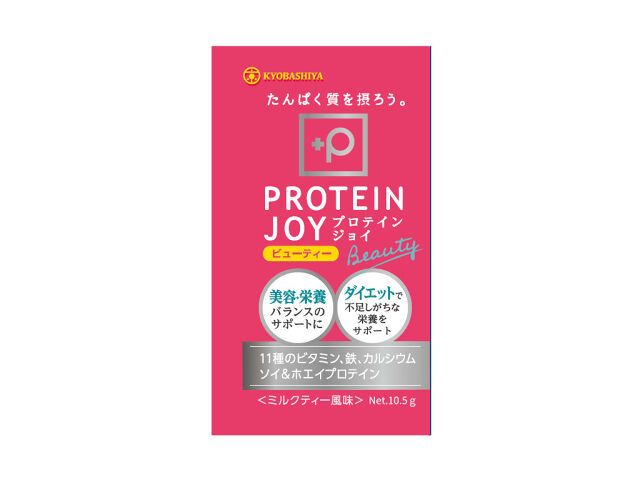 KYOBASHIYA
たんぱく質を摂ろう。
+P
PROTEIN
JOY プロテイン
ジョイ
ビューティー Beauty
美容・栄養
バランスの
サポートに
ダイエットで
不足しがちな
栄養を
サポート
11種のビタミン、鉄、カルシウム
ソイ&ホエイプロテイン
<ミルクティー風味> Net.10.5g